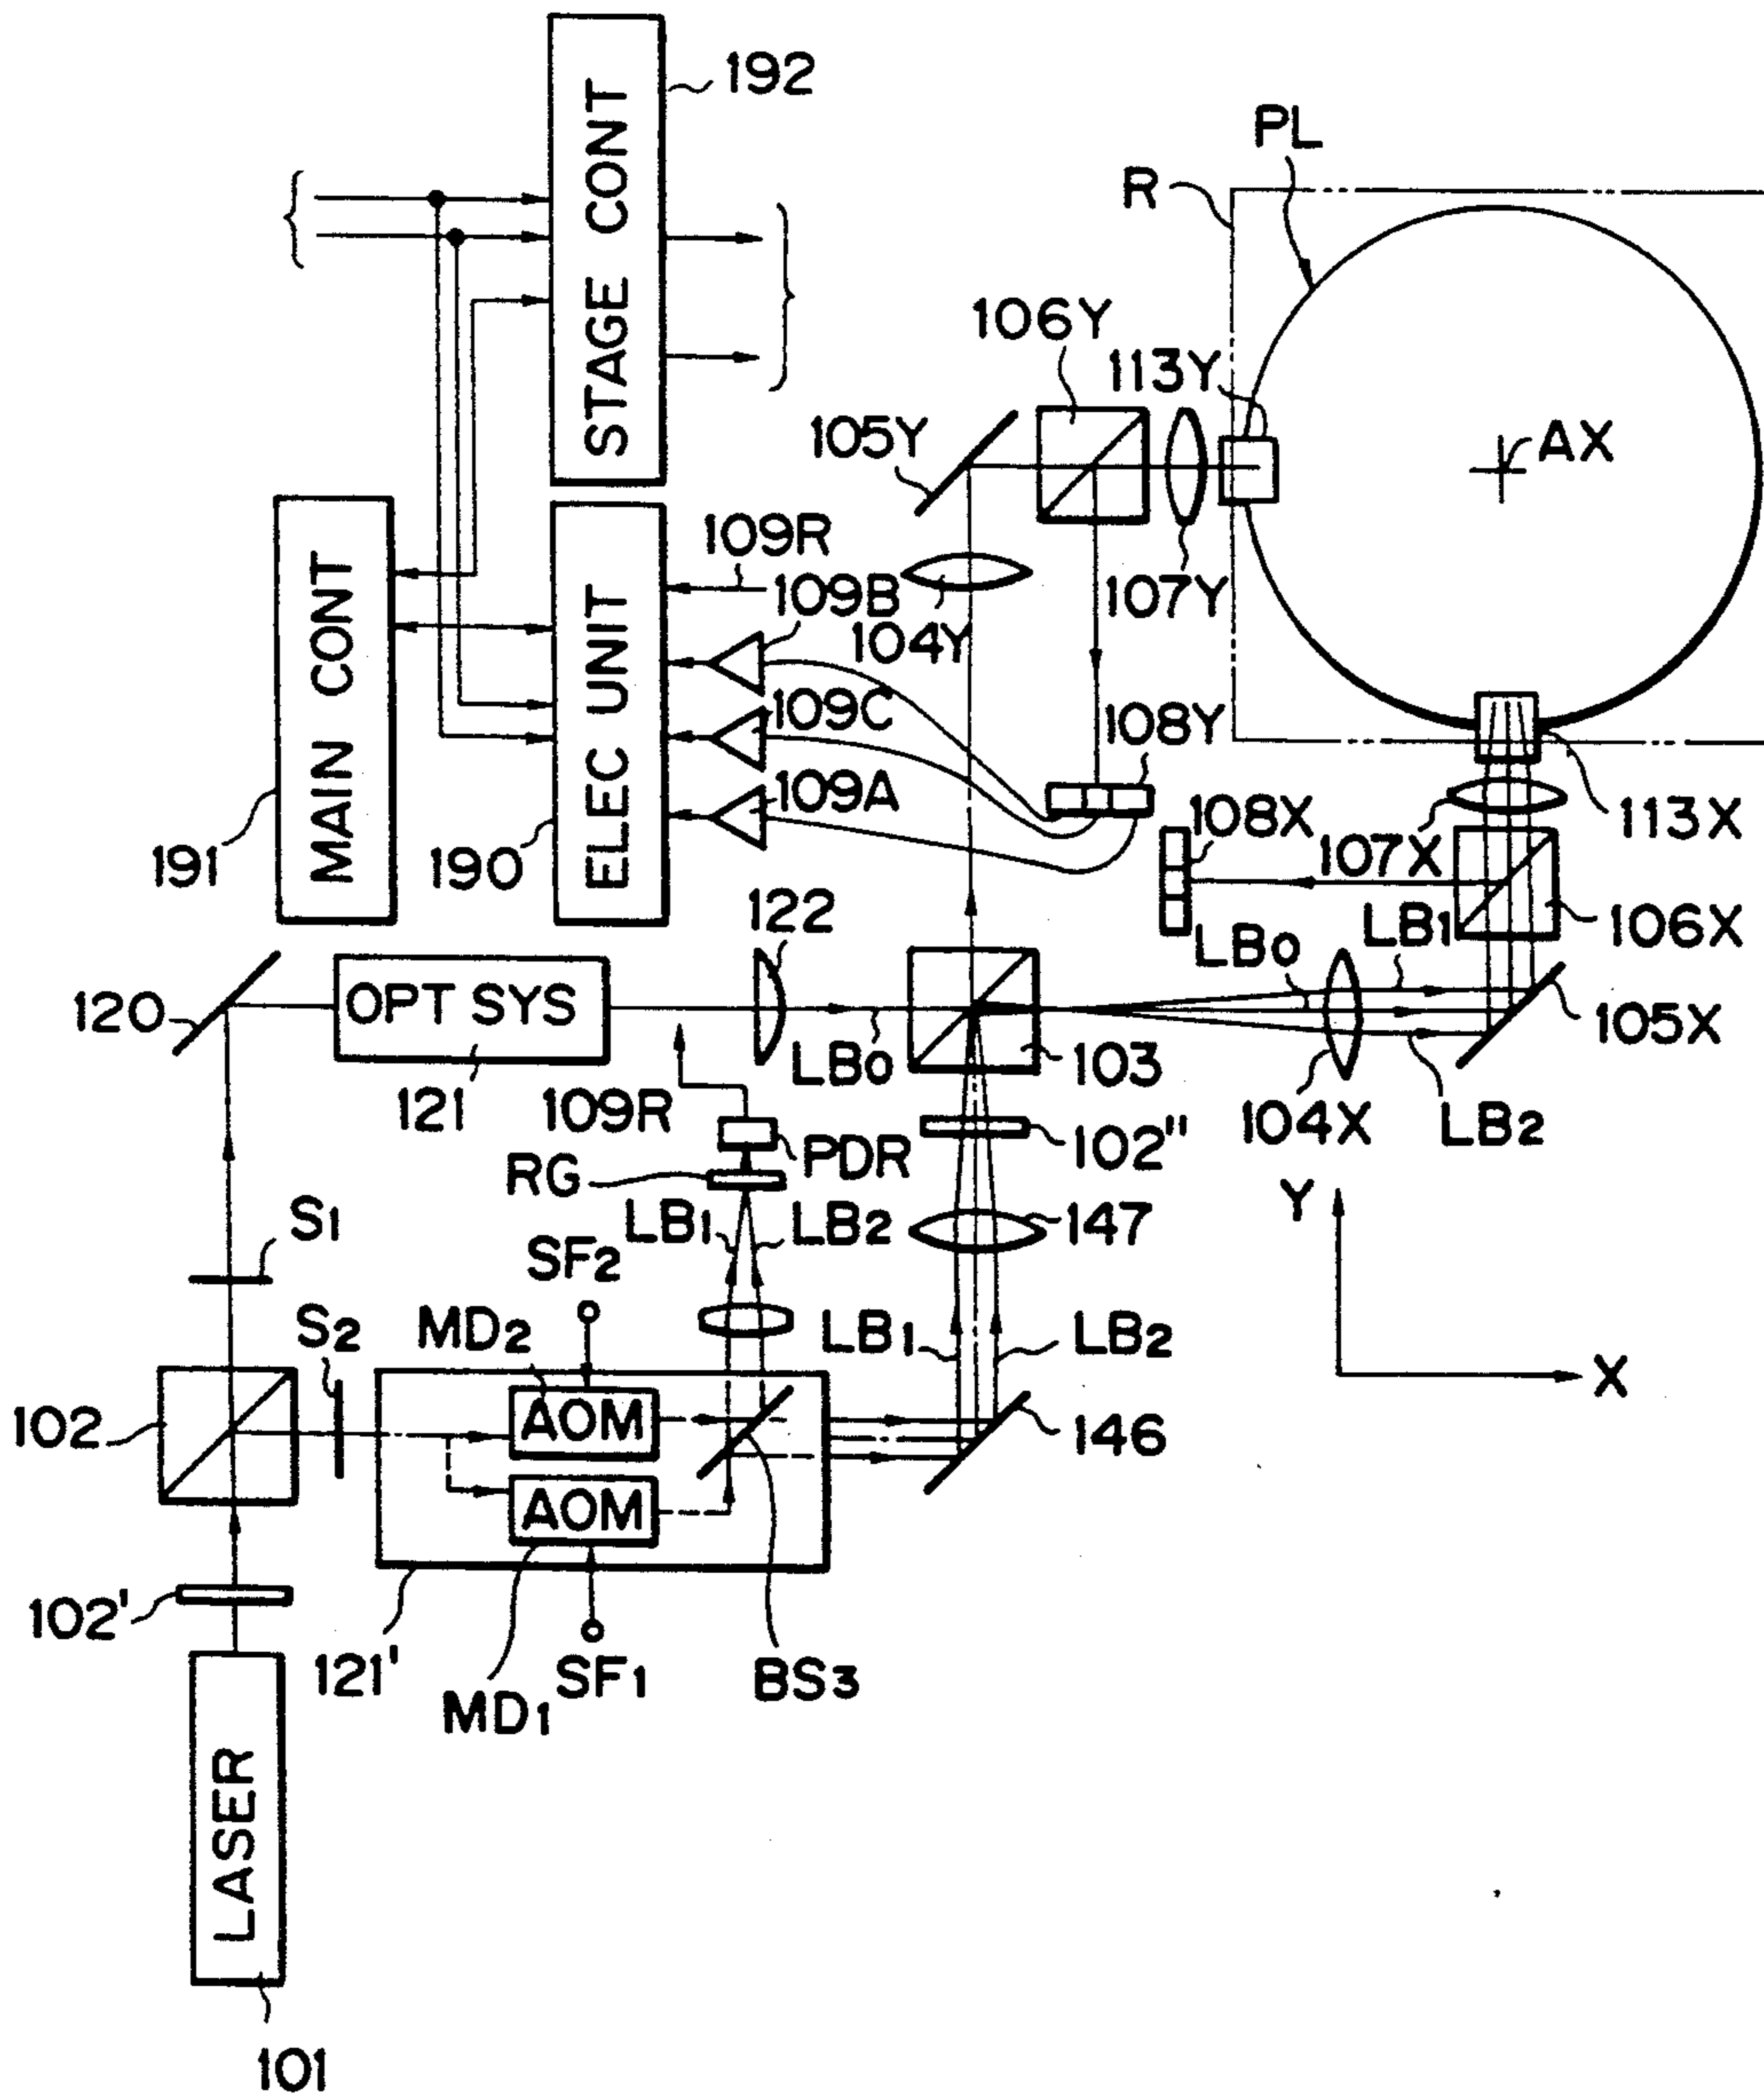 192
STAGE CONT
PL
R
106Y
113Y
105Y
AX
109R
109B
107Y
104Y
MAIN CONT
ELEC UNIT
109C
108Y
109A
108X
113X
191
190
107X
122
LB1
106X
LB0
120
OPT SYS
105X
LB0
103
121
109R
104X
LB2
PDR
102"
RG
Y
LB1
LB2
147
S1
SF2
S2
MD2
LB1
LB2
X
102
AOM
146
AOM
102'
121'
SF1
BS3
MD1
LASER
101